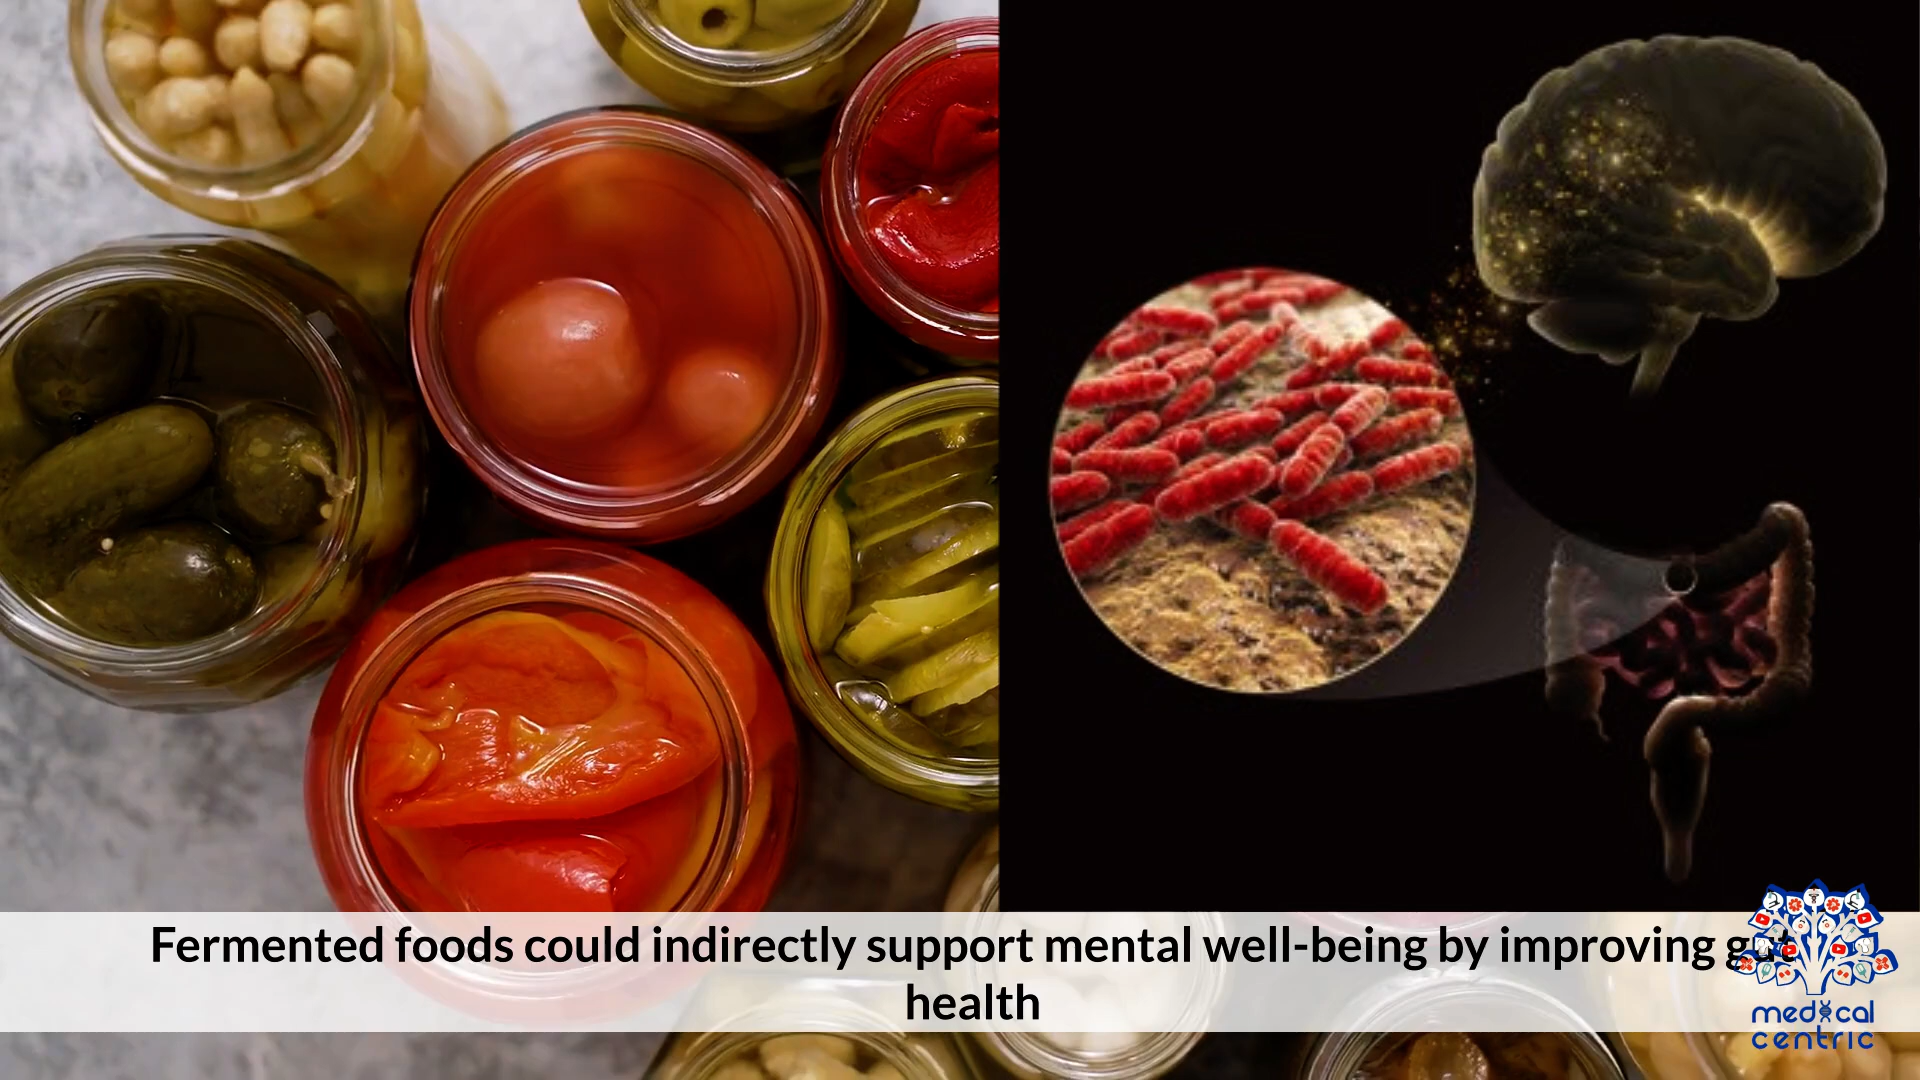 Fermented foods could indirectly support mental well-being by improving gut
health
medical
centric